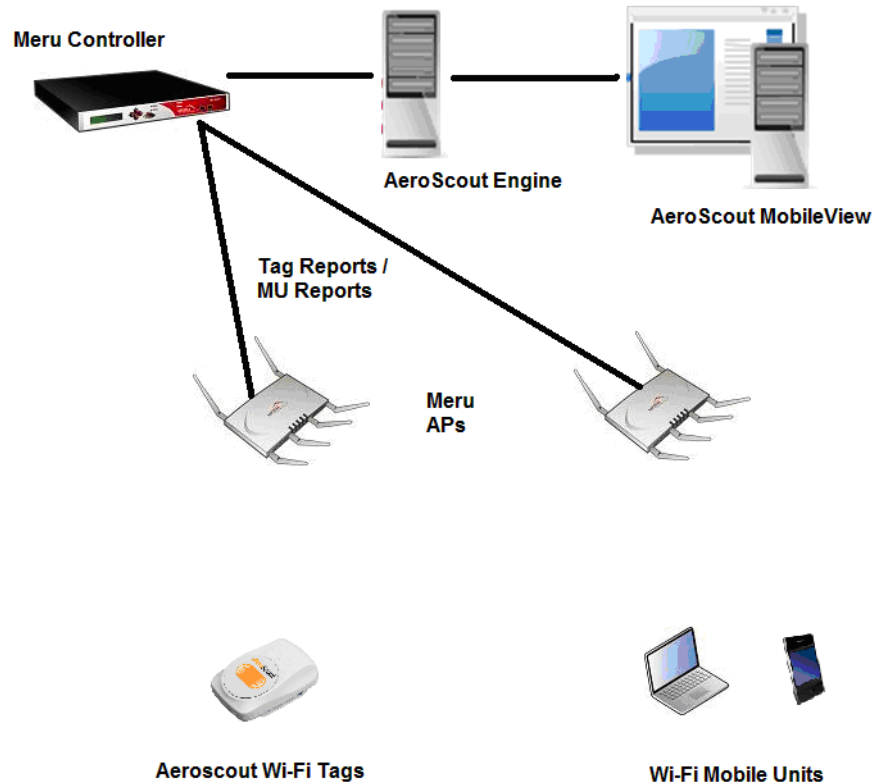 Meru Controller
AeroScout Engine
AeroScout MobileView
Tag Reports /
MU Reports
Meru
APs
Aeroscout Wi-Fi Tags
Wi-Fi Mobile Units